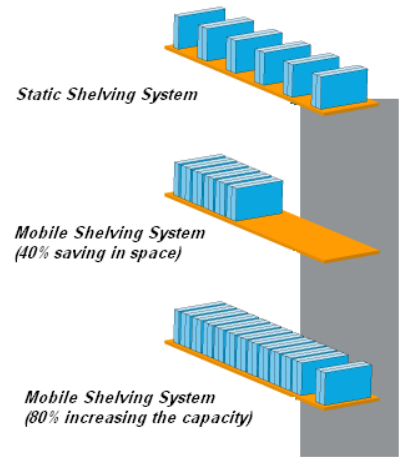 Static Shelving System
Mobile Shelving System
(40% saving in space)
Mobile Shelving System
(80% increasing the capacity)